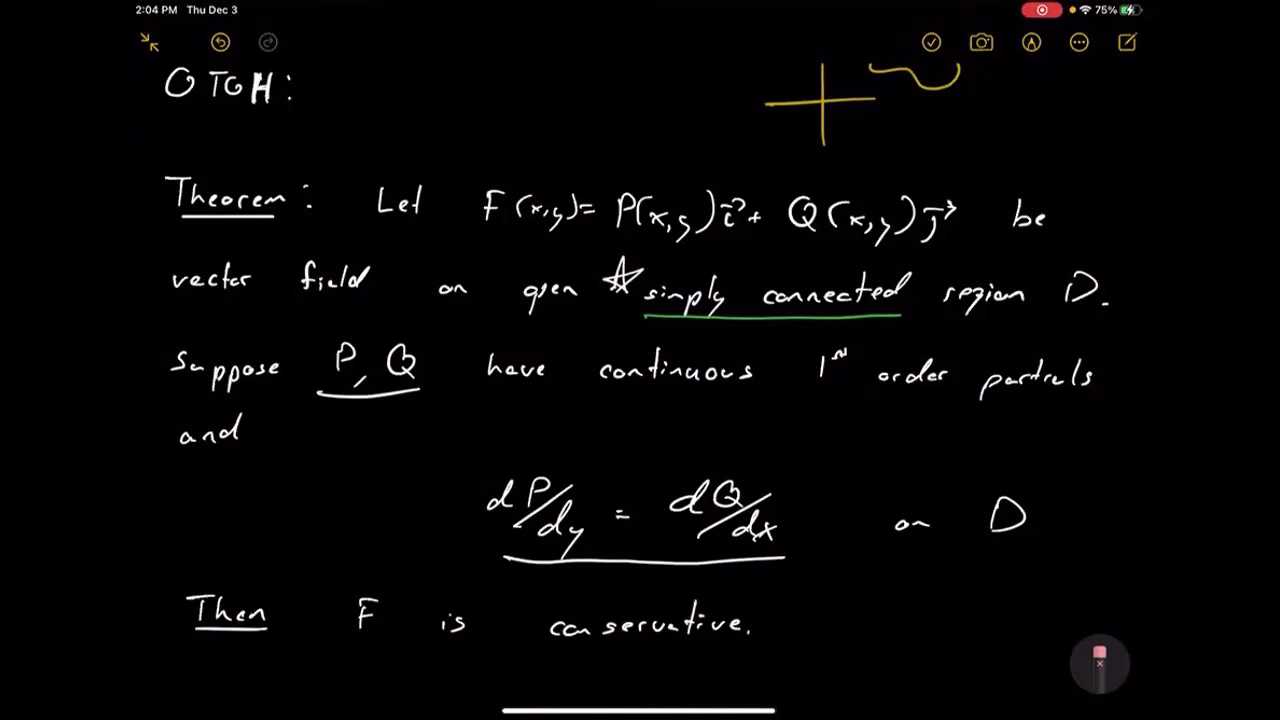 2:04 PM Thu Dec 3
75%
OTOH:
Theorem: Let F(x,y)= P(x,y)i + Q(x,y)j be
vector field on open ☆ simply connected region D.
Suppose P, Q have continuous 1st order partials
and
dP/dy = dQ/dx on D
Then F is conservative.